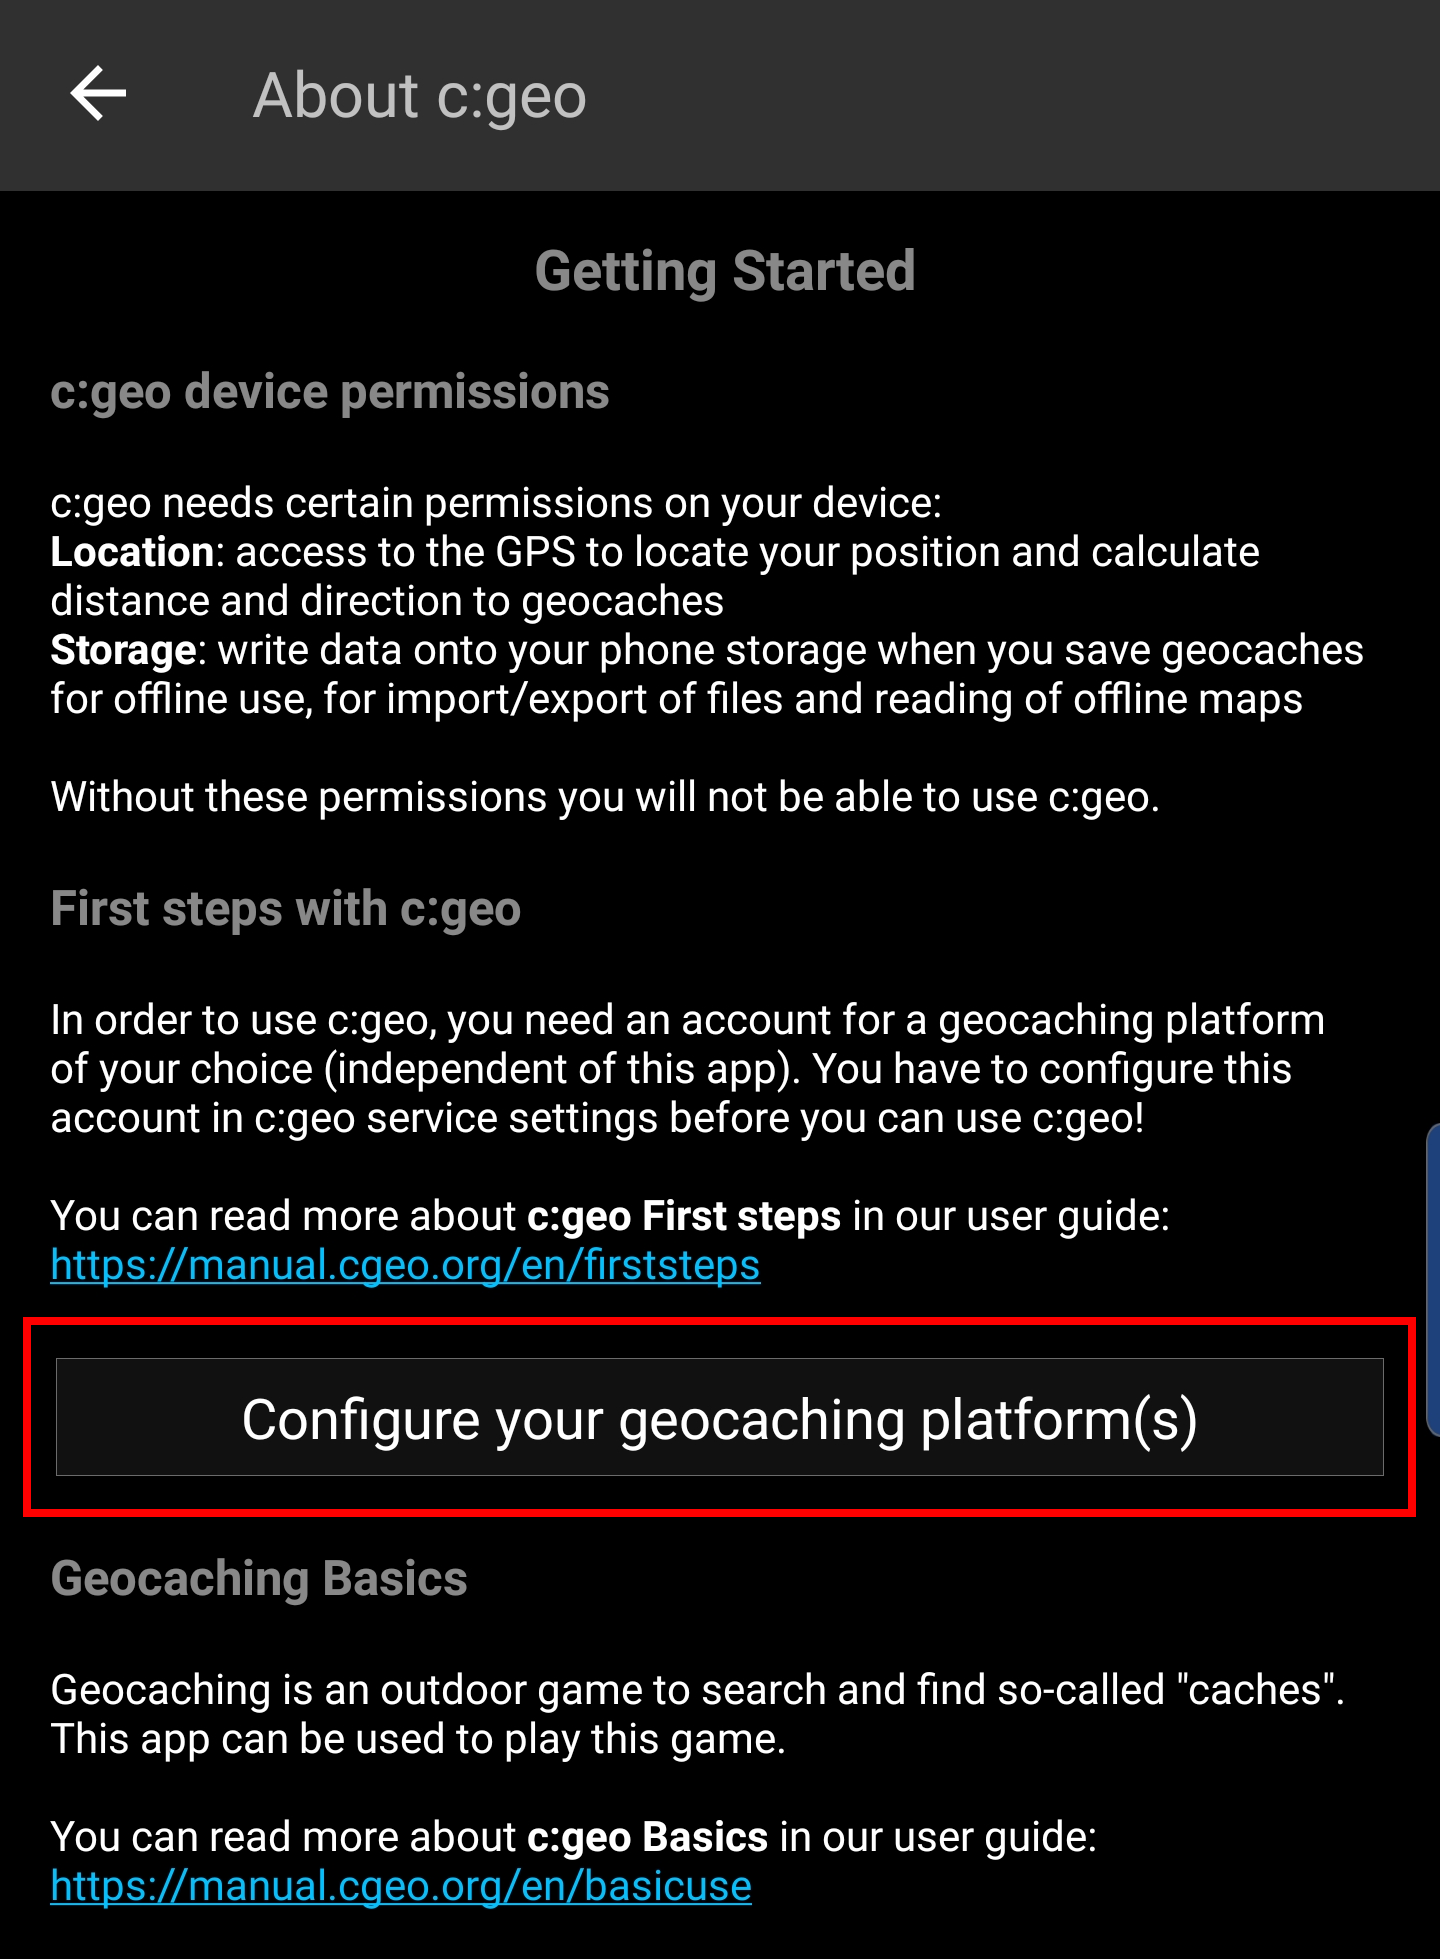 About c:geo
Getting Started
c:geo device permissions
c:geo needs certain permissions on your device:
Location: access to the GPS to locate your position and calculate
distance and direction to geocaches
Storage: write data onto your phone storage when you save geocaches
for offline use, for import/export of files and reading of offline maps
Without these permissions you will not be able to use c:geo.
First steps with c:geo
In order to use c:geo, you need an account for a geocaching platform
of your choice (independent of this app). You have to configure this
account in c:geo service settings before you can use c:geo!
You can read more about c:geo First steps in our user guide:
https://manual.cgeo.org/en/firststeps
Configure your geocaching platform(s)
Geocaching Basics
Geocaching is an outdoor game to search and find so-called "caches".
This app can be used to play this game.
You can read more about c:geo Basics in our user guide:
https://manual.cgeo.org/en/basicuse